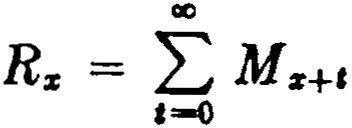 $R_x = \sum_{t=0}^{\infty} M_{x+t}$